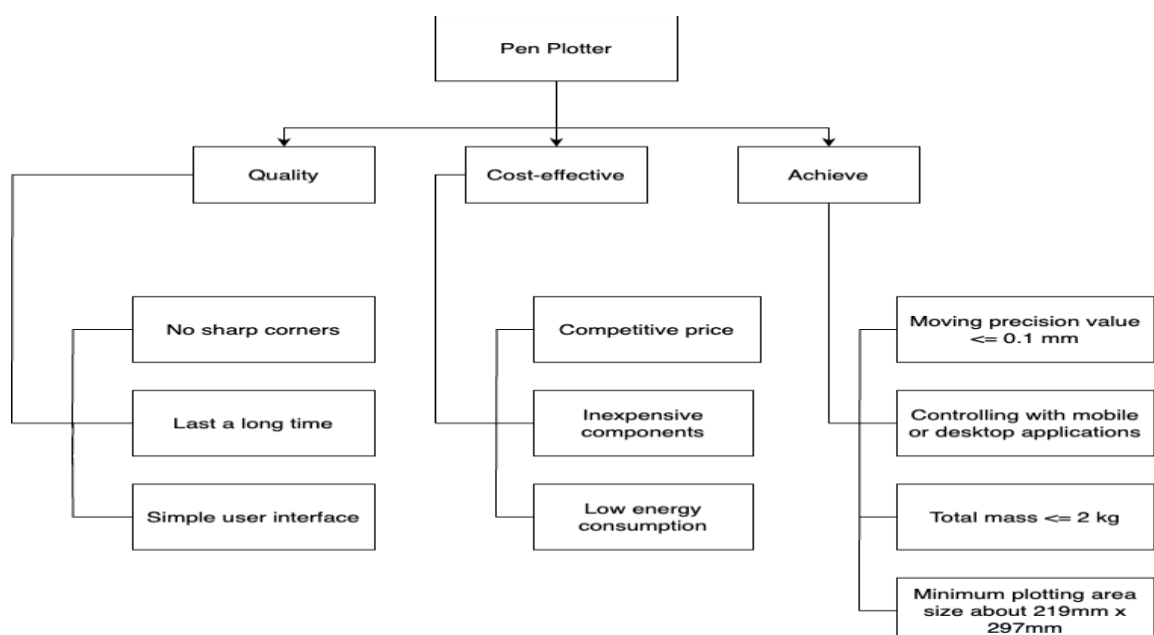 Pen Plotter
Quality
Cost-effective
Achieve
No sharp corners
Last a long time
Simple user interface
Competitive price
Inexpensive
components
Low energy
consumption
Moving precision value
<= 0.1 mm
Controlling with mobile
or desktop applications
Total mass <= 2 kg
Minimum plotting area
size about 219mm x
297mm